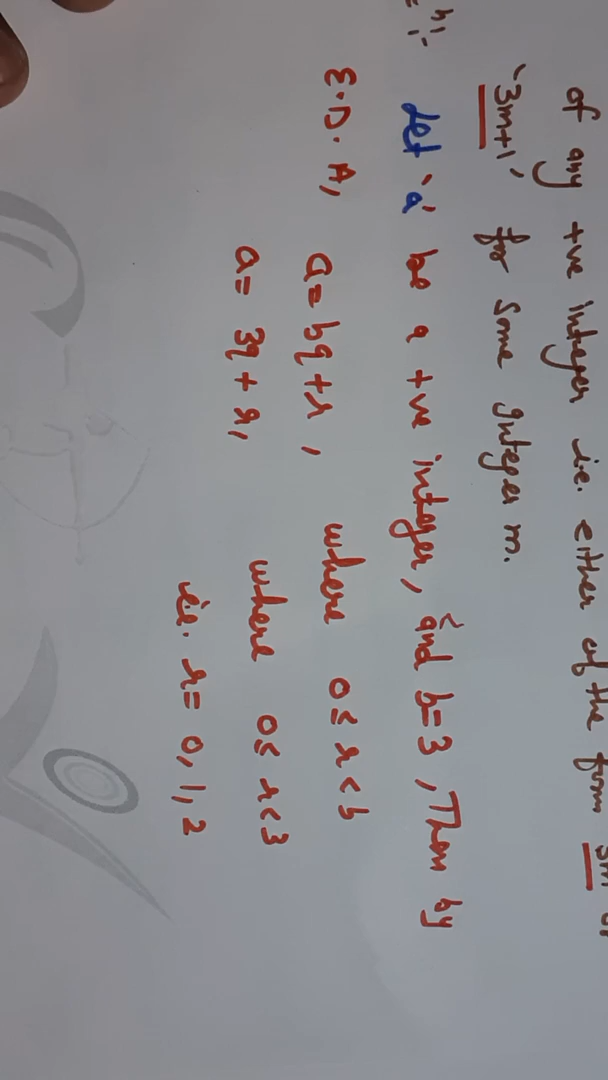 of any +ve integer i.e. either of the form 3m or
'3m+1' for some integer m.
Let 'a' be a +ve integer, and b=3, Then by
E.D.A, a=bq+r, where 0≤r<b
a= 3q+r, where 0≤r<3
i.e. r= 0,1,2